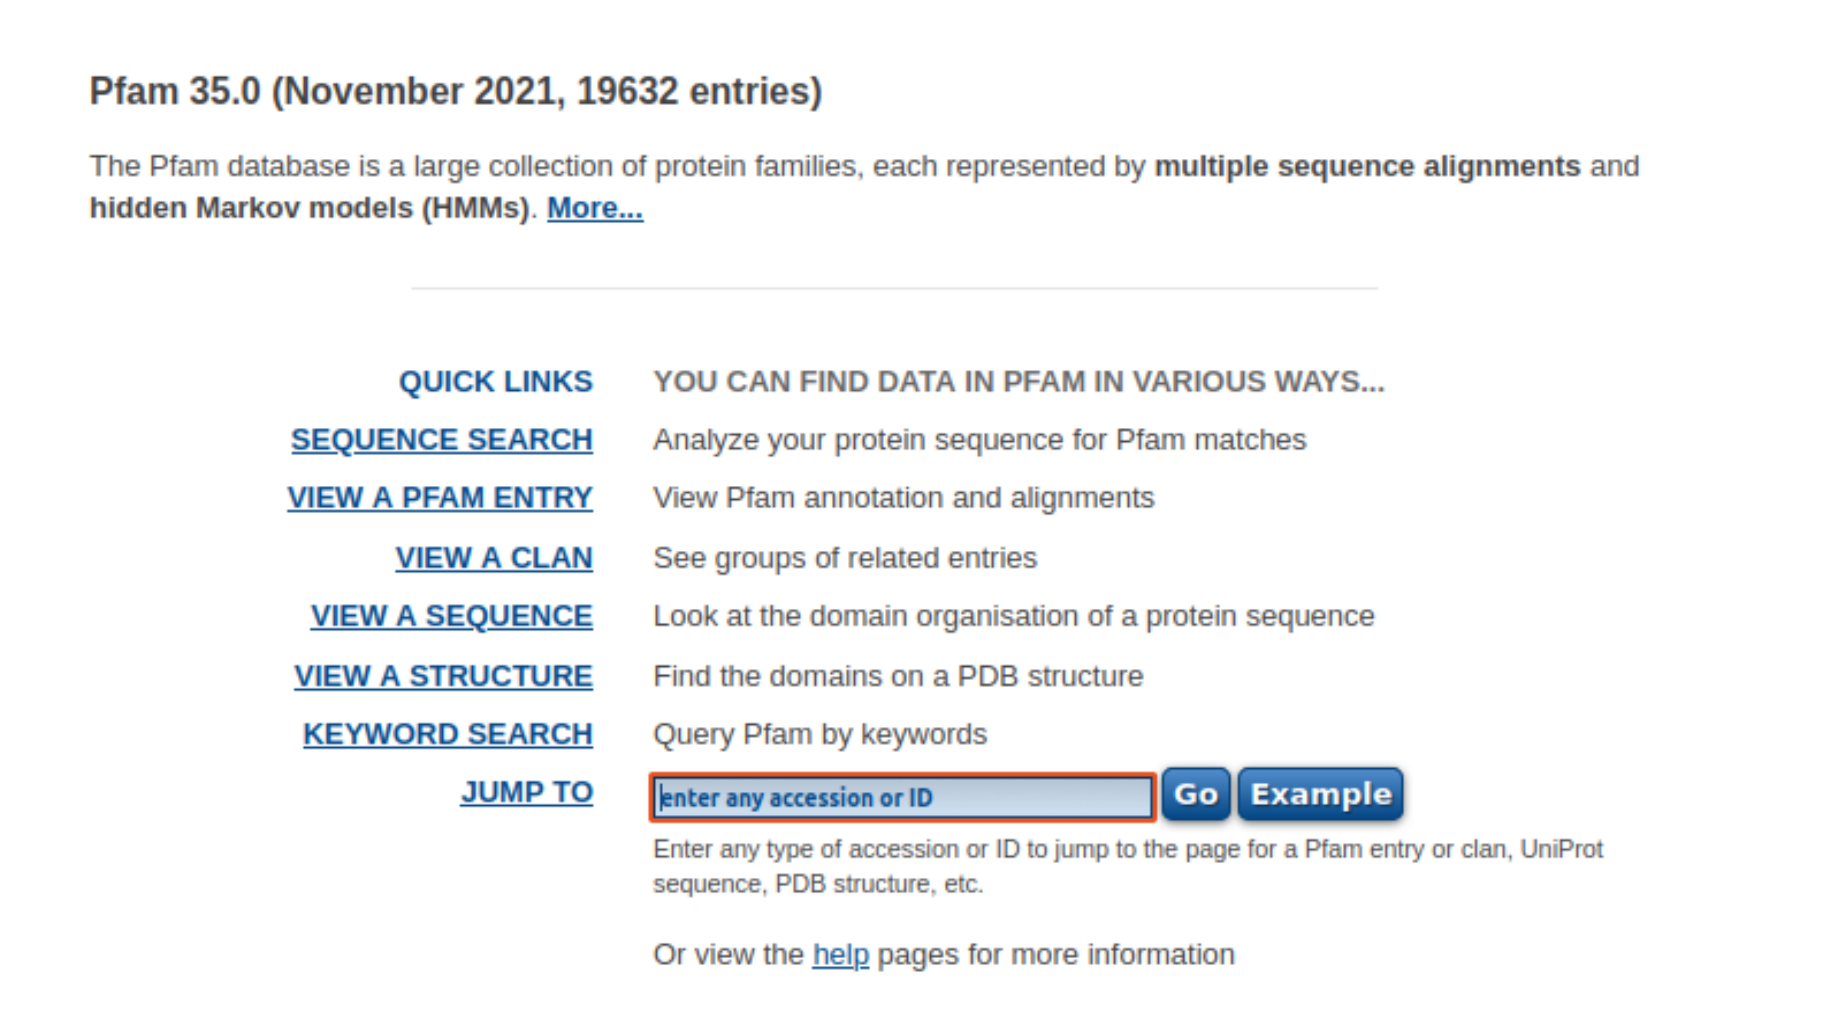 Pfam 35.0 (November 2021, 19632 entries)
The Pfam database is a large collection of protein families, each represented by multiple sequence alignments and
hidden Markov models (HMMs). More...
QUICK LINKS YOU CAN FIND DATA IN PFAM IN VARIOUS WAYS...
SEQUENCE SEARCH Analyze your protein sequence for Pfam matches
VIEW A PFAM ENTRY View Pfam annotation and alignments
VIEW A CLAN See groups of related entries
VIEW A SEQUENCE Look at the domain organisation of a protein sequence
VIEW A STRUCTURE Find the domains on a PDB structure
KEYWORD SEARCH Query Pfam by keywords
JUMP TO enter any accession or ID Go Example
Enter any type of accession or ID to jump to the page for a Pfam entry or clan, UniProt
sequence, PDB structure, etc.
Or view the help pages for more information